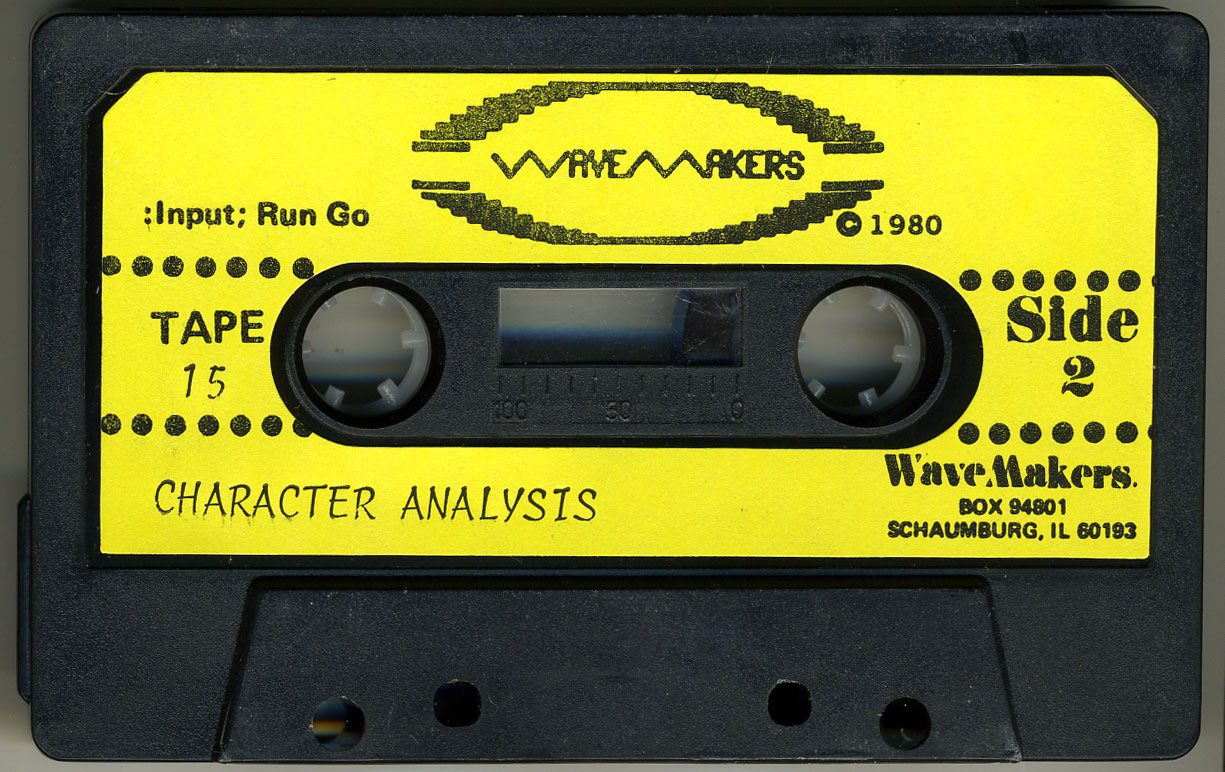 WAVEMAKERS
:Input; Run Go
© 1980
TAPE
15
Side
2
100 50 0
CHARACTER ANALYSIS
WaveMakers.
BOX 94801
SCHAUMBURG, IL 60193